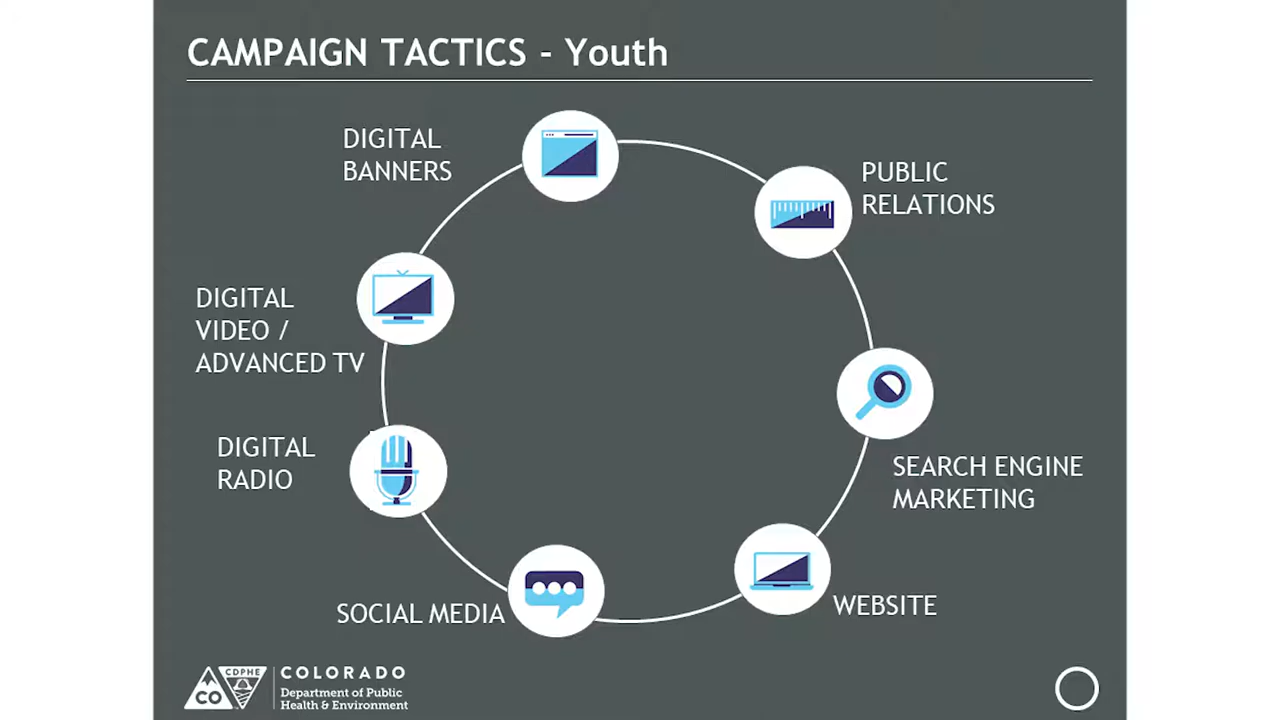 CAMPAIGN TACTICS - Youth
DIGITAL
BANNERS
PUBLIC
RELATIONS
DIGITAL
VIDEO /
ADVANCED TV
DIGITAL
RADIO
SEARCH ENGINE
MARKETING
SOCIAL MEDIA
WEBSITE
CO
CDPHE
COLORADO
Department of Public
Health & Environment